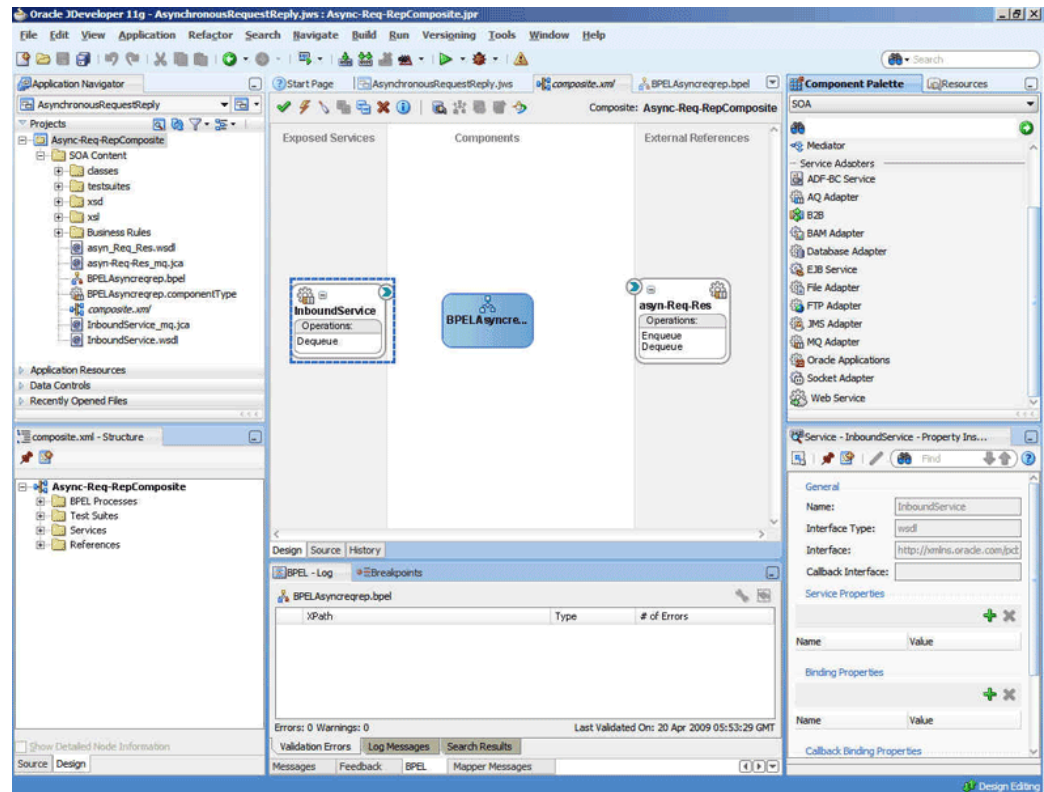 Oracle JDeveloper 11g - AsynchronousRequestReply.jws : Async-Req-RepComposite.jpr
File Edit View Application Refactor Search Navigate Build Run Versioning Tools Window Help
Search
Application Navigator
AsynchronousRequestReply
Projects
Async-Req-RepComposite
SOA Content
classes
testsuites
xsd
xsl
Business Rules
asyn_Req_Res.wsdl
asyn-Req-Res_mq.jca
BPELAsyncreqrep.bpel
BPELAsyncreqrep.componentType
composite.xml
InboundService_mq.jca
InboundService.wsdl
Application Resources
Data Controls
Recently Opened Files
composite.xml - Structure
Async-Req-RepComposite
BPEL Processes
Test Suites
Services
References
Show Detailed Node Information
Source Design
Start Page AsynchronousRequestReply.jws composite.xml BPELAsyncreqrep.bpel
Composite: Async-Req-RepComposite
Exposed Services Components External References
InboundService
Operations:
Dequeue
BPELAsyncre...
asyn-Req-Res
Operations:
Enqueue
Dequeue
Design Source History
BPEL - Log Breakpoints
BPELAsyncreqrep.bpel
XPath Type # of Errors
Errors: 0 Warnings: 0 Last Validated On: 20 Apr 2009 05:53:29 GMT
Validation Errors Log Messages Search Results
Messages Feedback BPEL Mapper Messages
Component Palette Resources
SOA
Mediator
Service Adapters
ADF-BC Service
AQ Adapter
B2B
BAM Adapter
Database Adapter
EJB Service
File Adapter
FTP Adapter
JMS Adapter
MQ Adapter
Oracle Applications
Socket Adapter
Web Service
Service - InboundService - Property Ins...
Find
General
Name: InboundService
Interface Type: wsdl
Interface: http://xmlns.oracle.com/pcb
Callback Interface:
Service Properties
Name Value
Binding Properties
Name Value
Callback Binding Properties
Design Editing